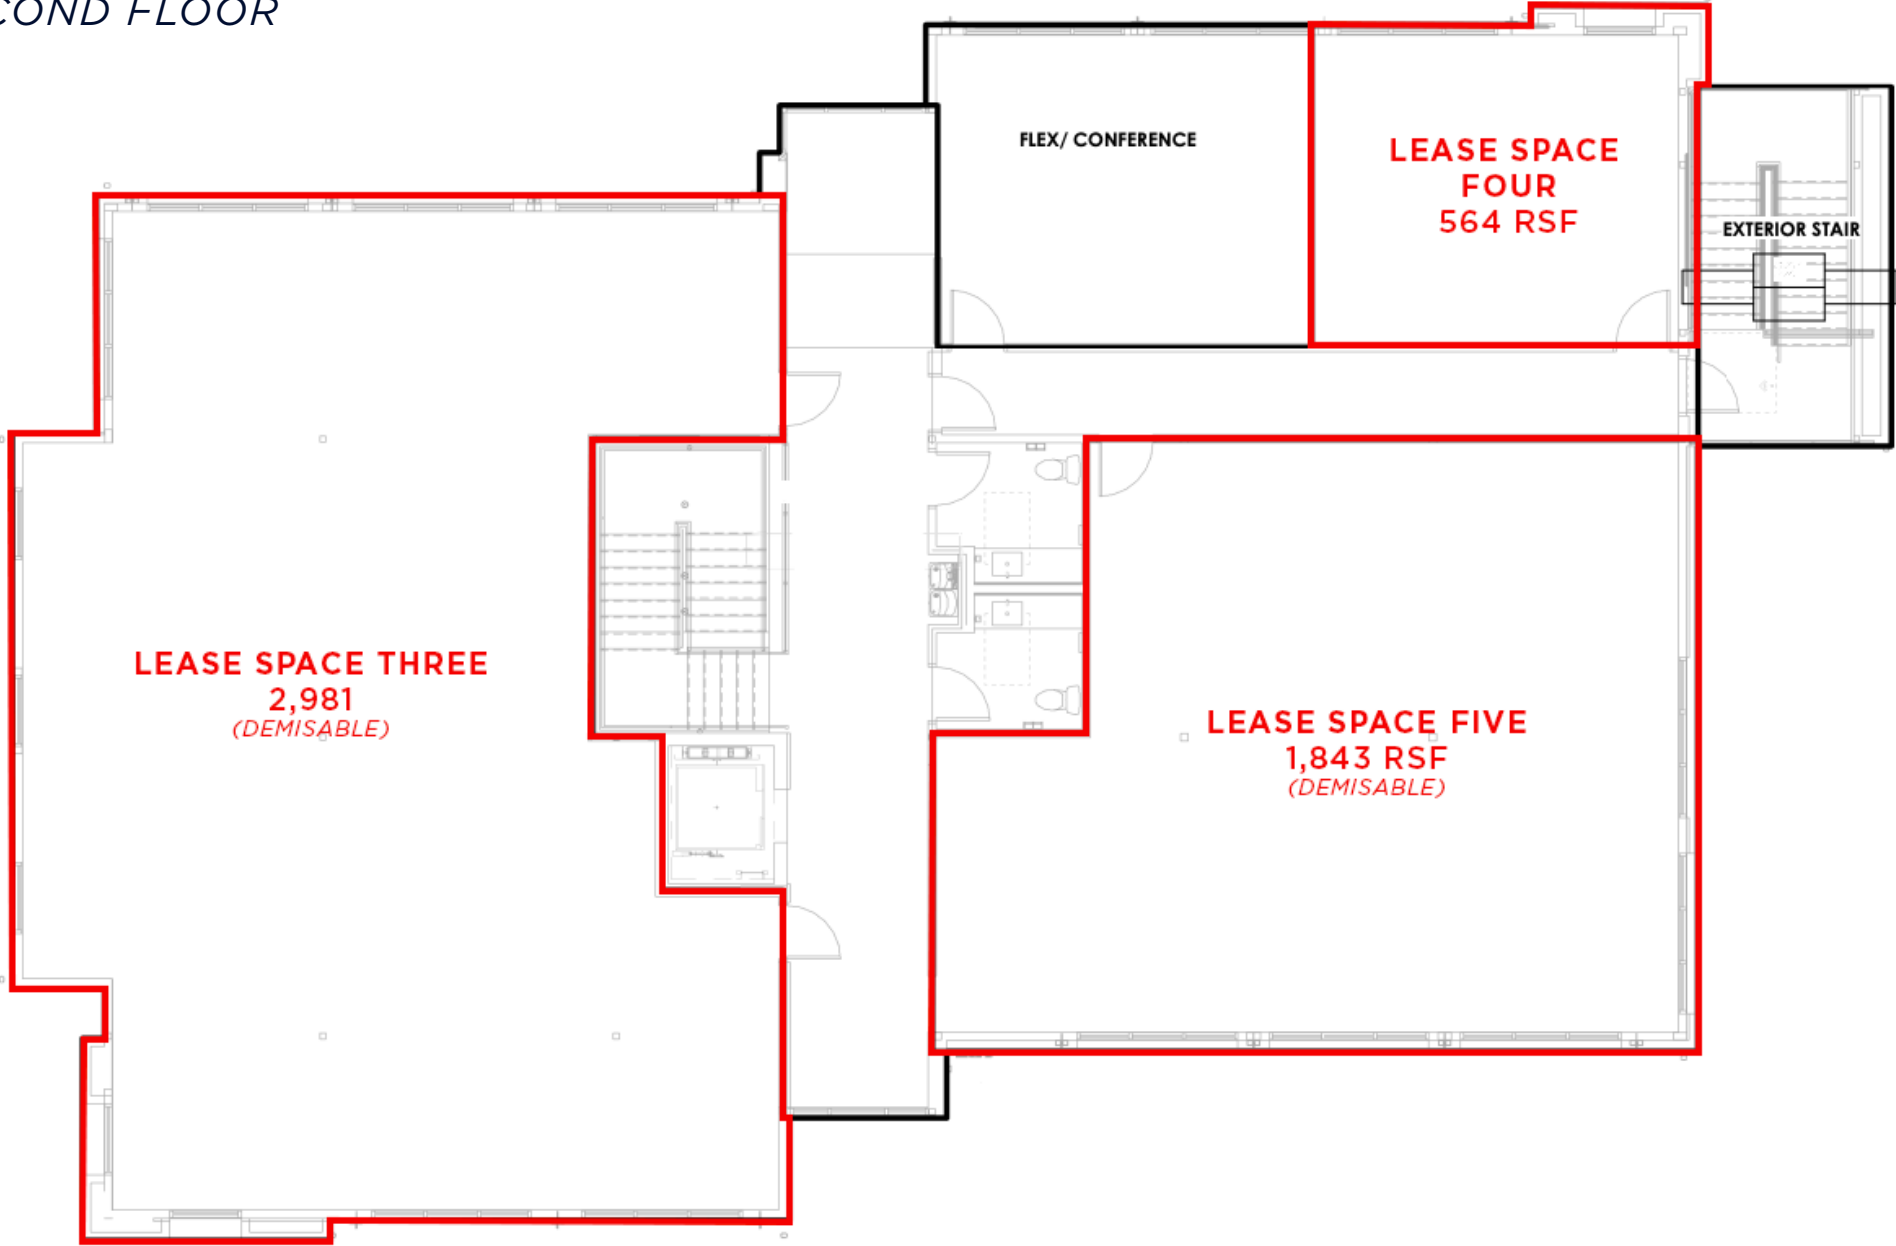 COND FLOOR
FLEX/ CONFERENCE
LEASE SPACE
FOUR
564 RSF
EXTERIOR STAIR
LEASE SPACE THREE
2,981
(DEMISABLE)
LEASE SPACE FIVE
1,843 RSF
(DEMISABLE)